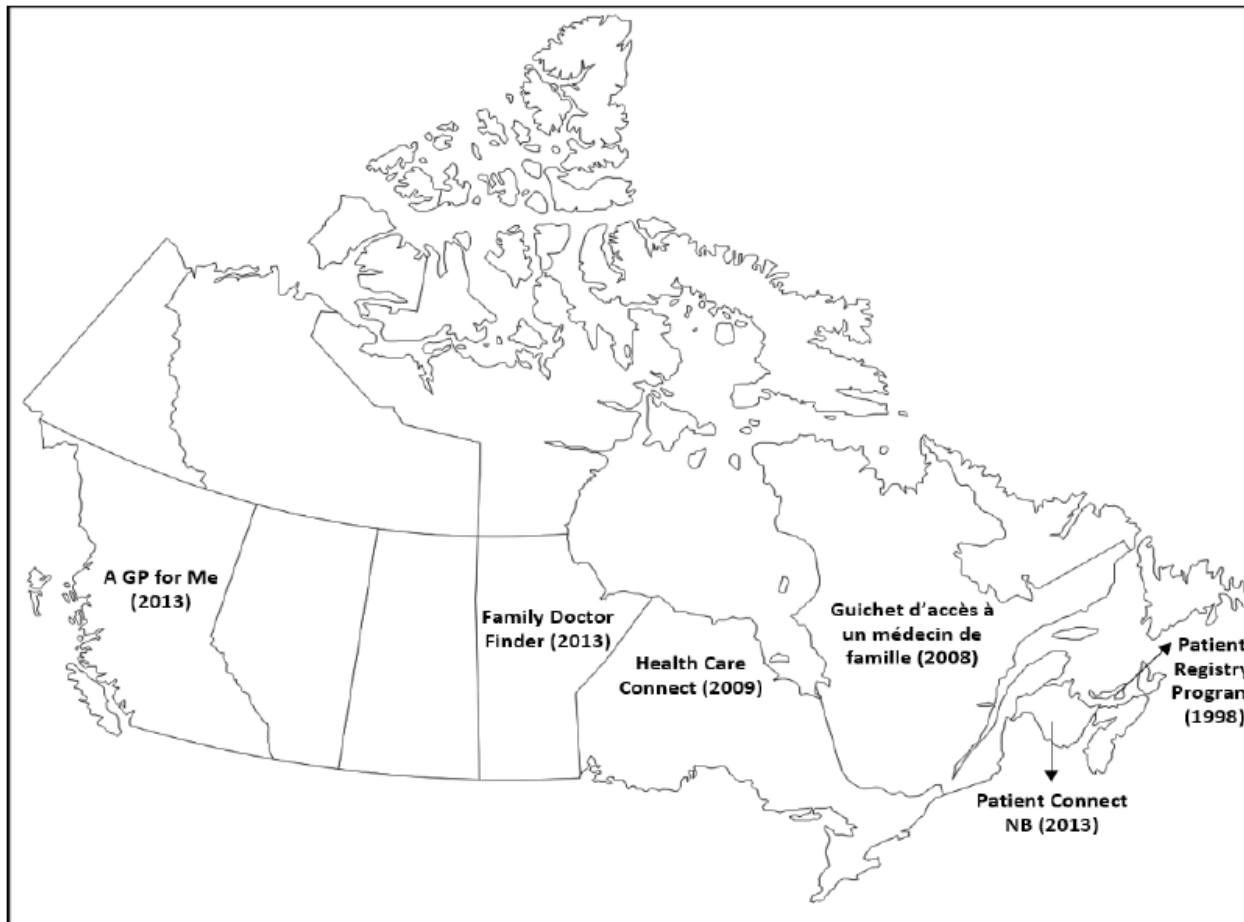 A GP for Me
(2013)
Family Doctor
Finder (2013)
Health Care
Connect (2009)
Guichet d'accès à
un médecin de
famille (2008)
Patient
Registry
Program
(1998)
Patient Connect
NB (2013)